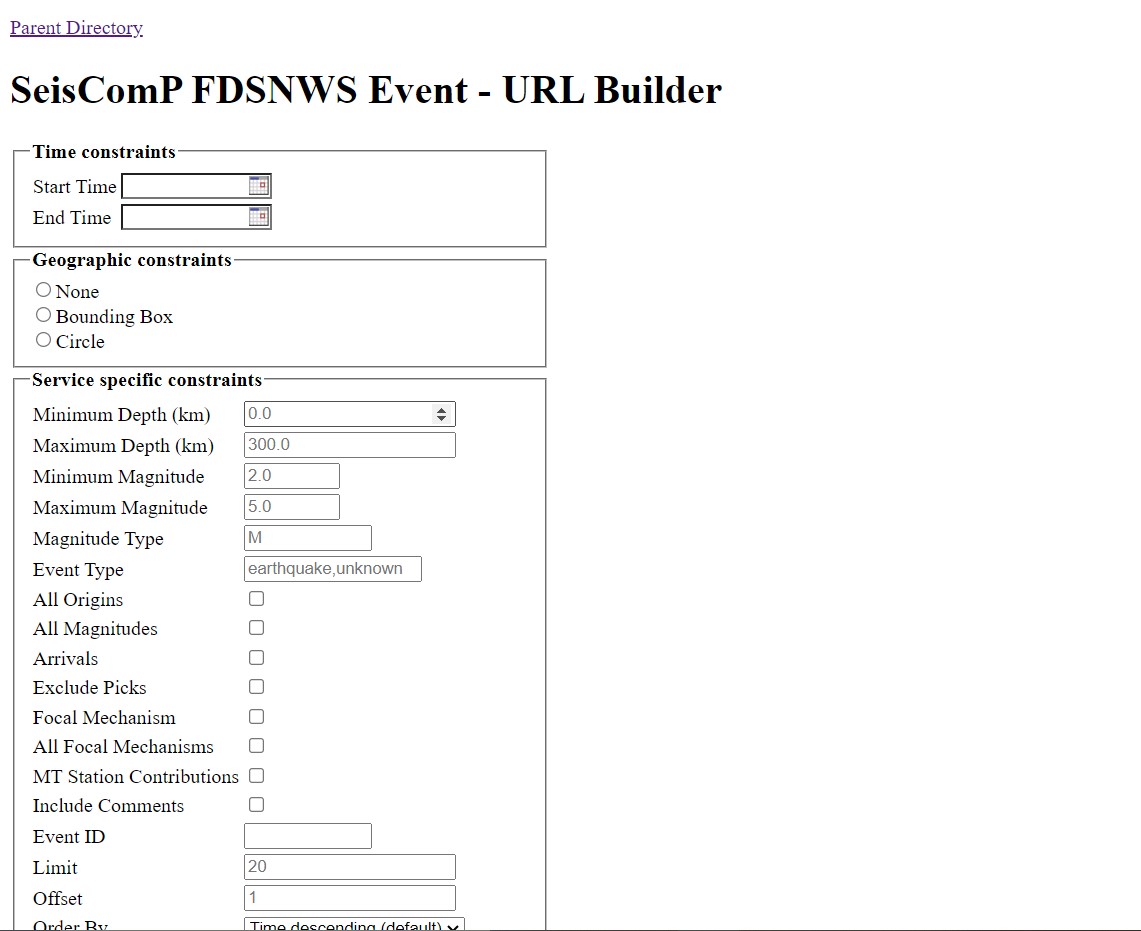 Parent Directory
SeisComP FDSNWS Event - URL Builder
Time constraints
Start Time
End Time
Geographic constraints
None
Bounding Box
Circle
Service specific constraints
Minimum Depth (km) 0.0
Maximum Depth (km) 300.0
Minimum Magnitude 2.0
Maximum Magnitude 5.0
Magnitude Type M
Event Type earthquake,unknown
All Origins
All Magnitudes
Arrivals
Exclude Picks
Focal Mechanism
All Focal Mechanisms
MT Station Contributions
Include Comments
Event ID
Limit 20
Offset 1
Order By Time descending (default)